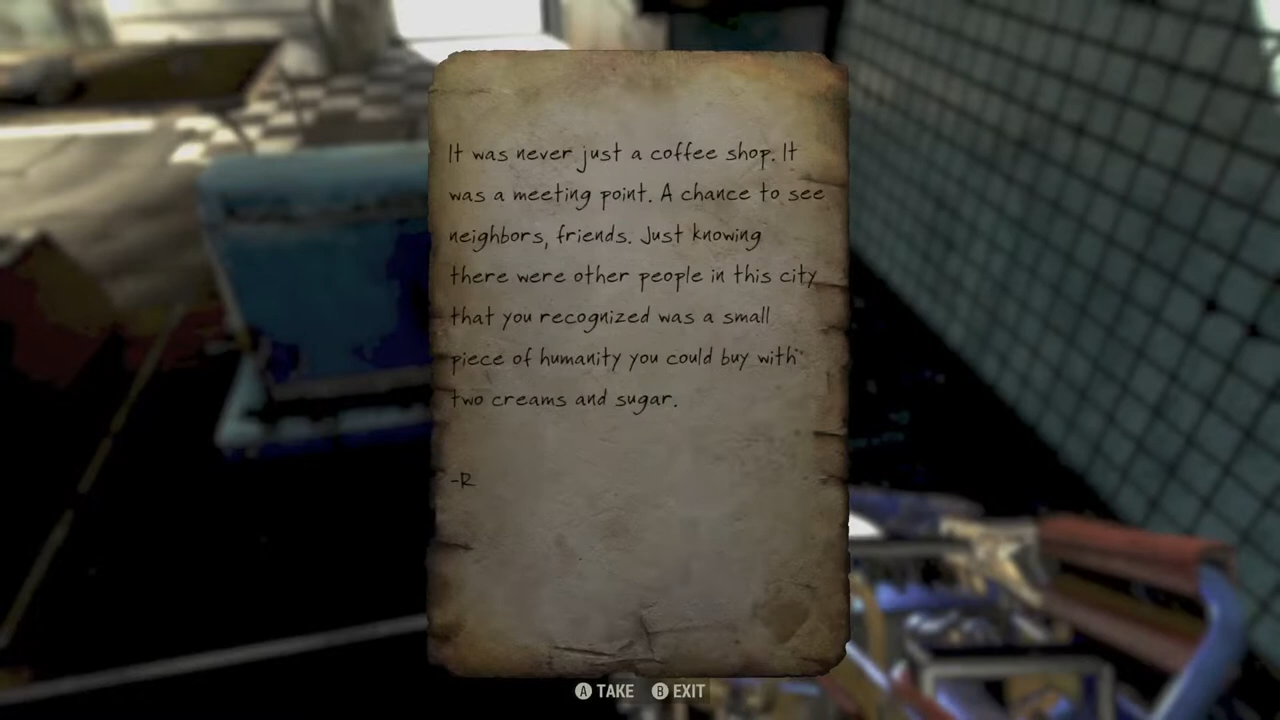 It was never just a coffee shop. It
was a meeting point. A chance to see
neighbors, friends. Just knowing
there were other people in this city
that you recognized was a small
piece of humanity you could buy with
two creams and sugar.
-R
A TAKE B EXIT